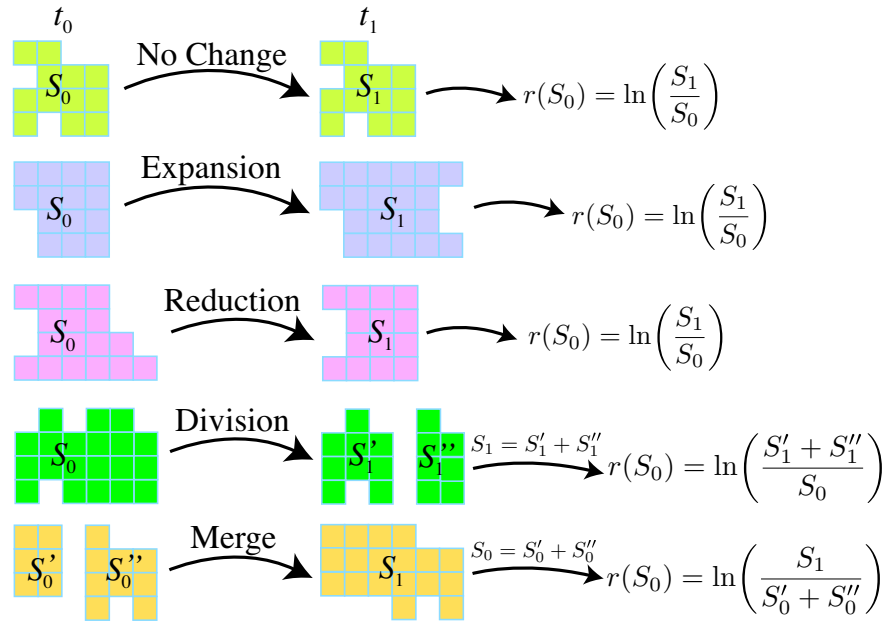 t₀ t₁
No Change
S₀ S₁ r(S₀) = ln(S₁/S₀)
Expansion
S₀ S₁ r(S₀) = ln(S₁/S₀)
Reduction
S₀ S₁ r(S₀) = ln(S₁/S₀)
Division
S₀ S₁' S₁'' S₁ = S₁′ + S₁″ r(S₀) = ln((S₁′ + S₁″)/S₀)
Merge
S₀' S₀'' S₁ S₀ = S₀′ + S₀″ r(S₀) = ln(S₁/(S₀′ + S₀″))